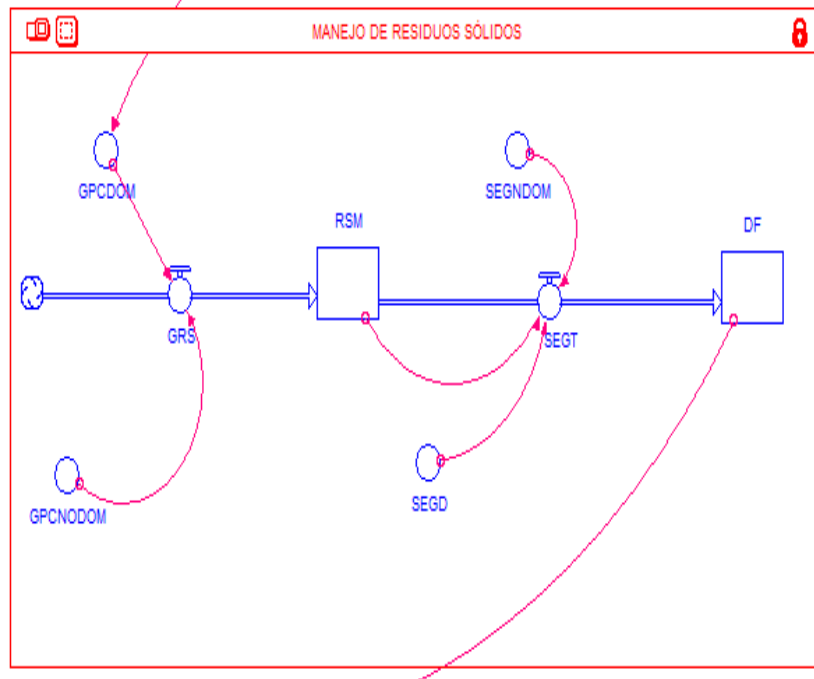 MANEJO DE RESIDUOS SÓLIDOS
GPCDOM
SEGNDOM
RSM
DF
GRS
SEGT
SEGD
GPCNODOM